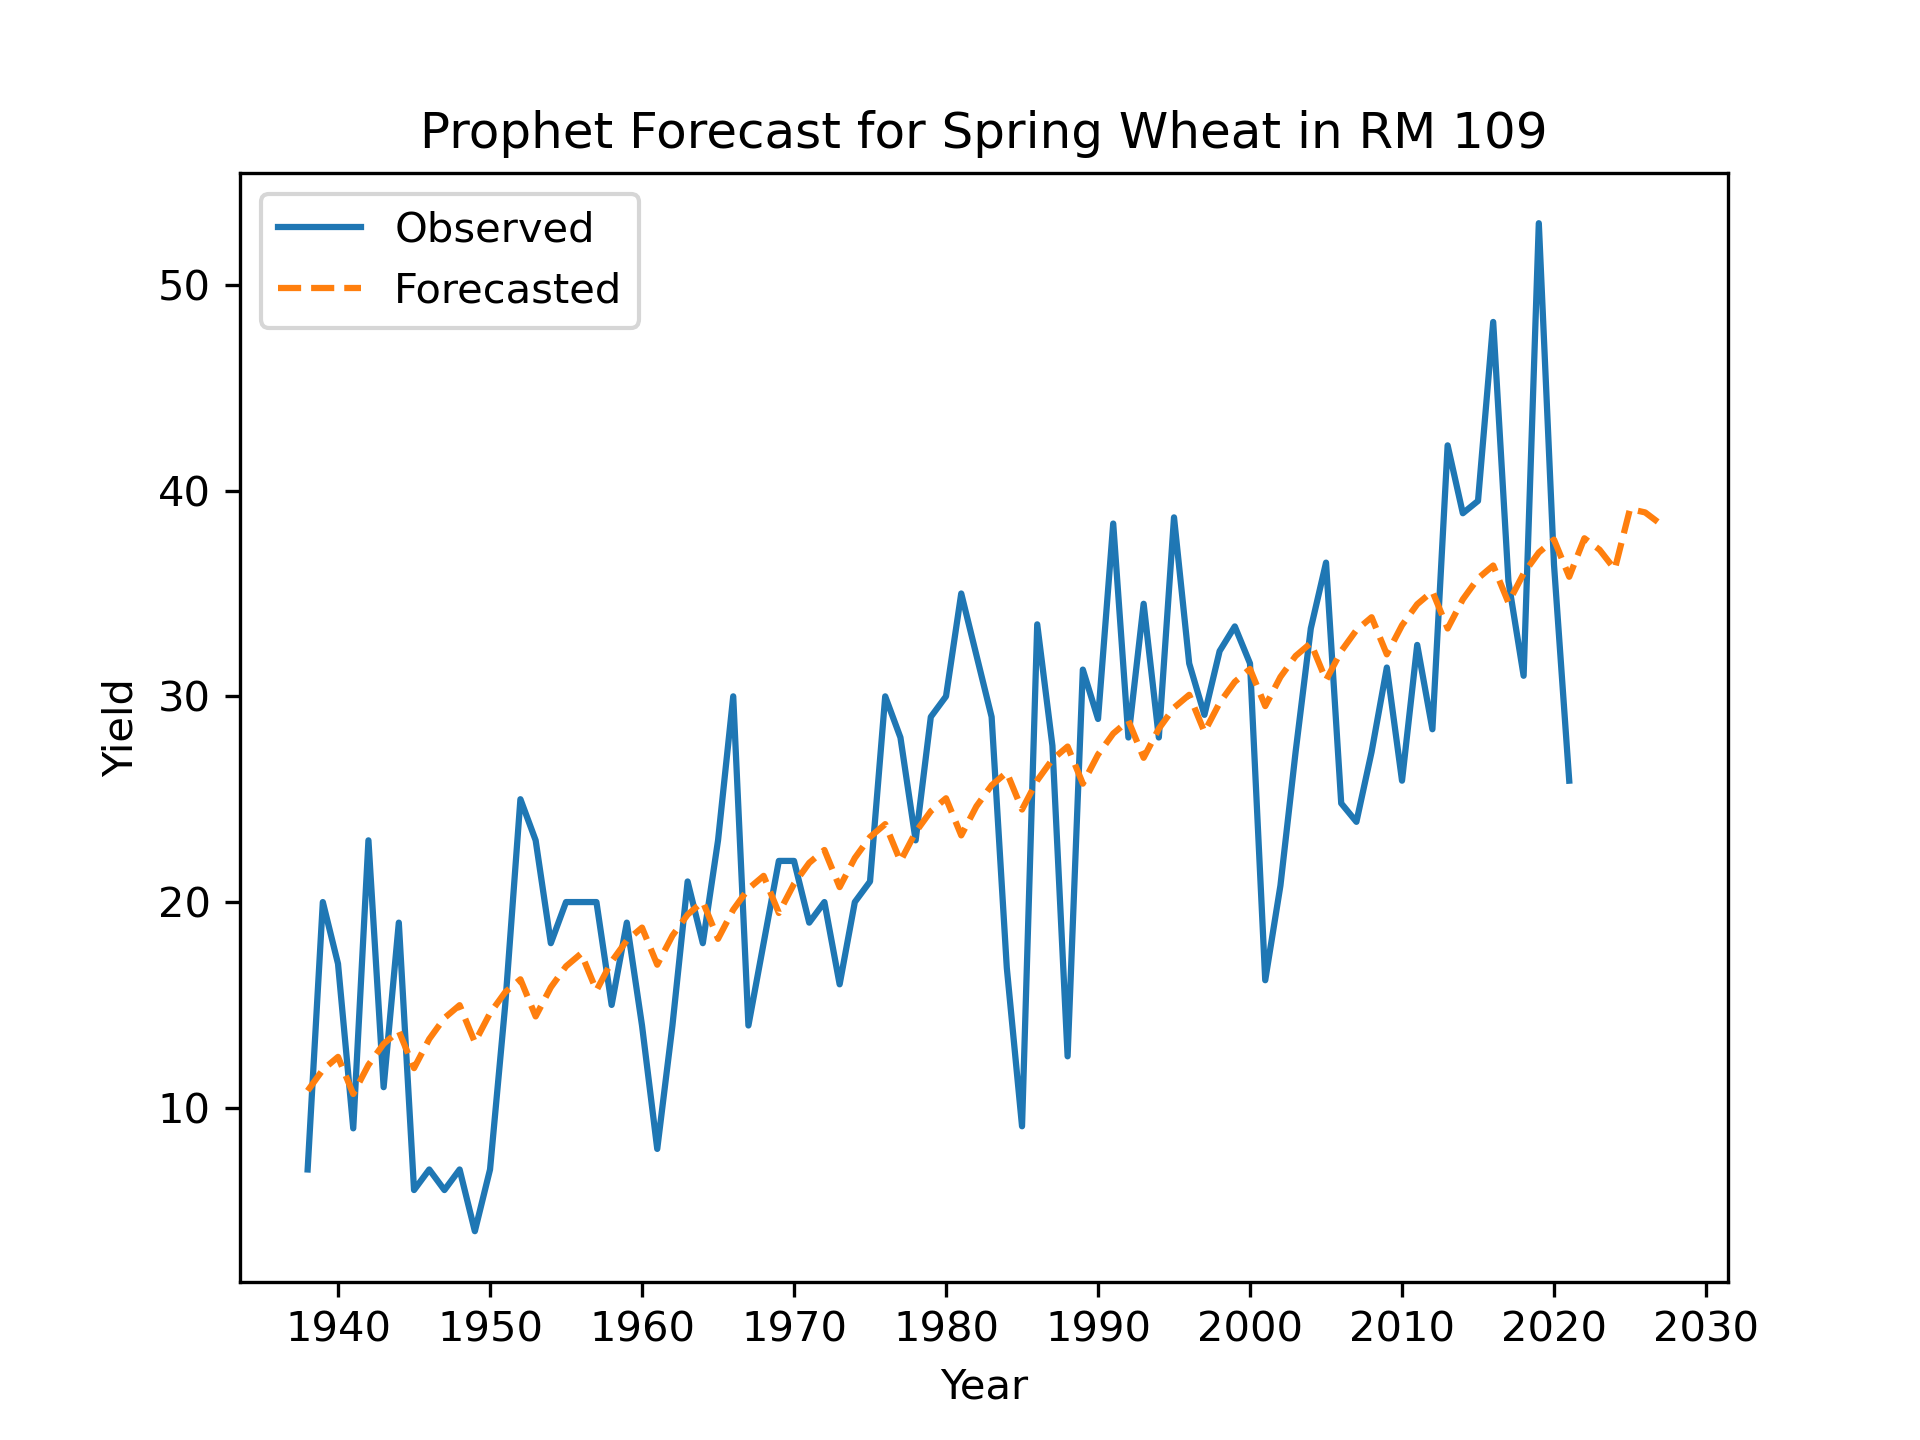 Prophet Forecast for Spring Wheat in RM 109
Observed
Forecasted
50
40
30
20
10
Yield
1940 1950 1960 1970 1980 1990 2000 2010 2020 2030
Year